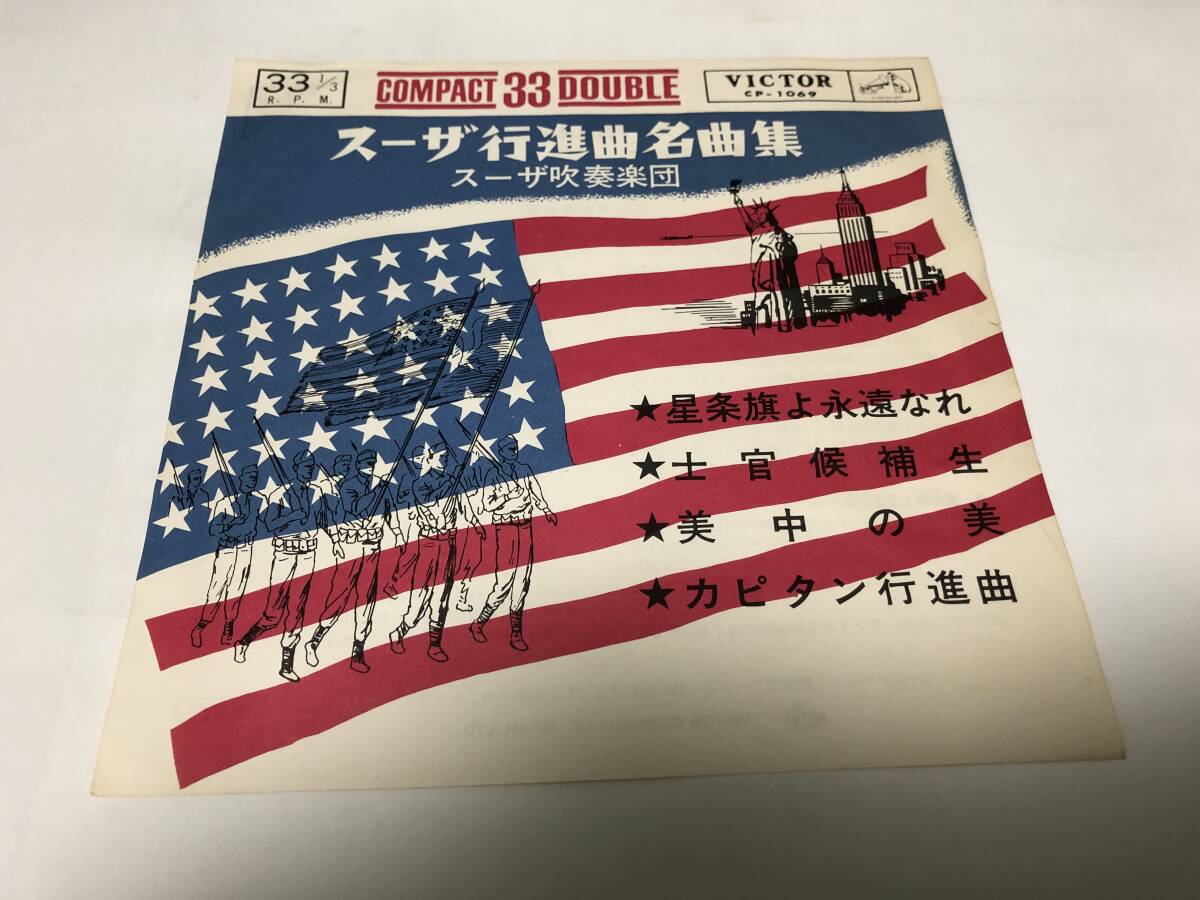 33 1/3
R. P. M.
COMPACT 33 DOUBLE
VICTOR
CP-1069
スーザ行進曲名曲集
スーザ吹奏楽団
★星条旗よ永遠なれ
★士官候補生
★美中の美
★カピタン行進曲